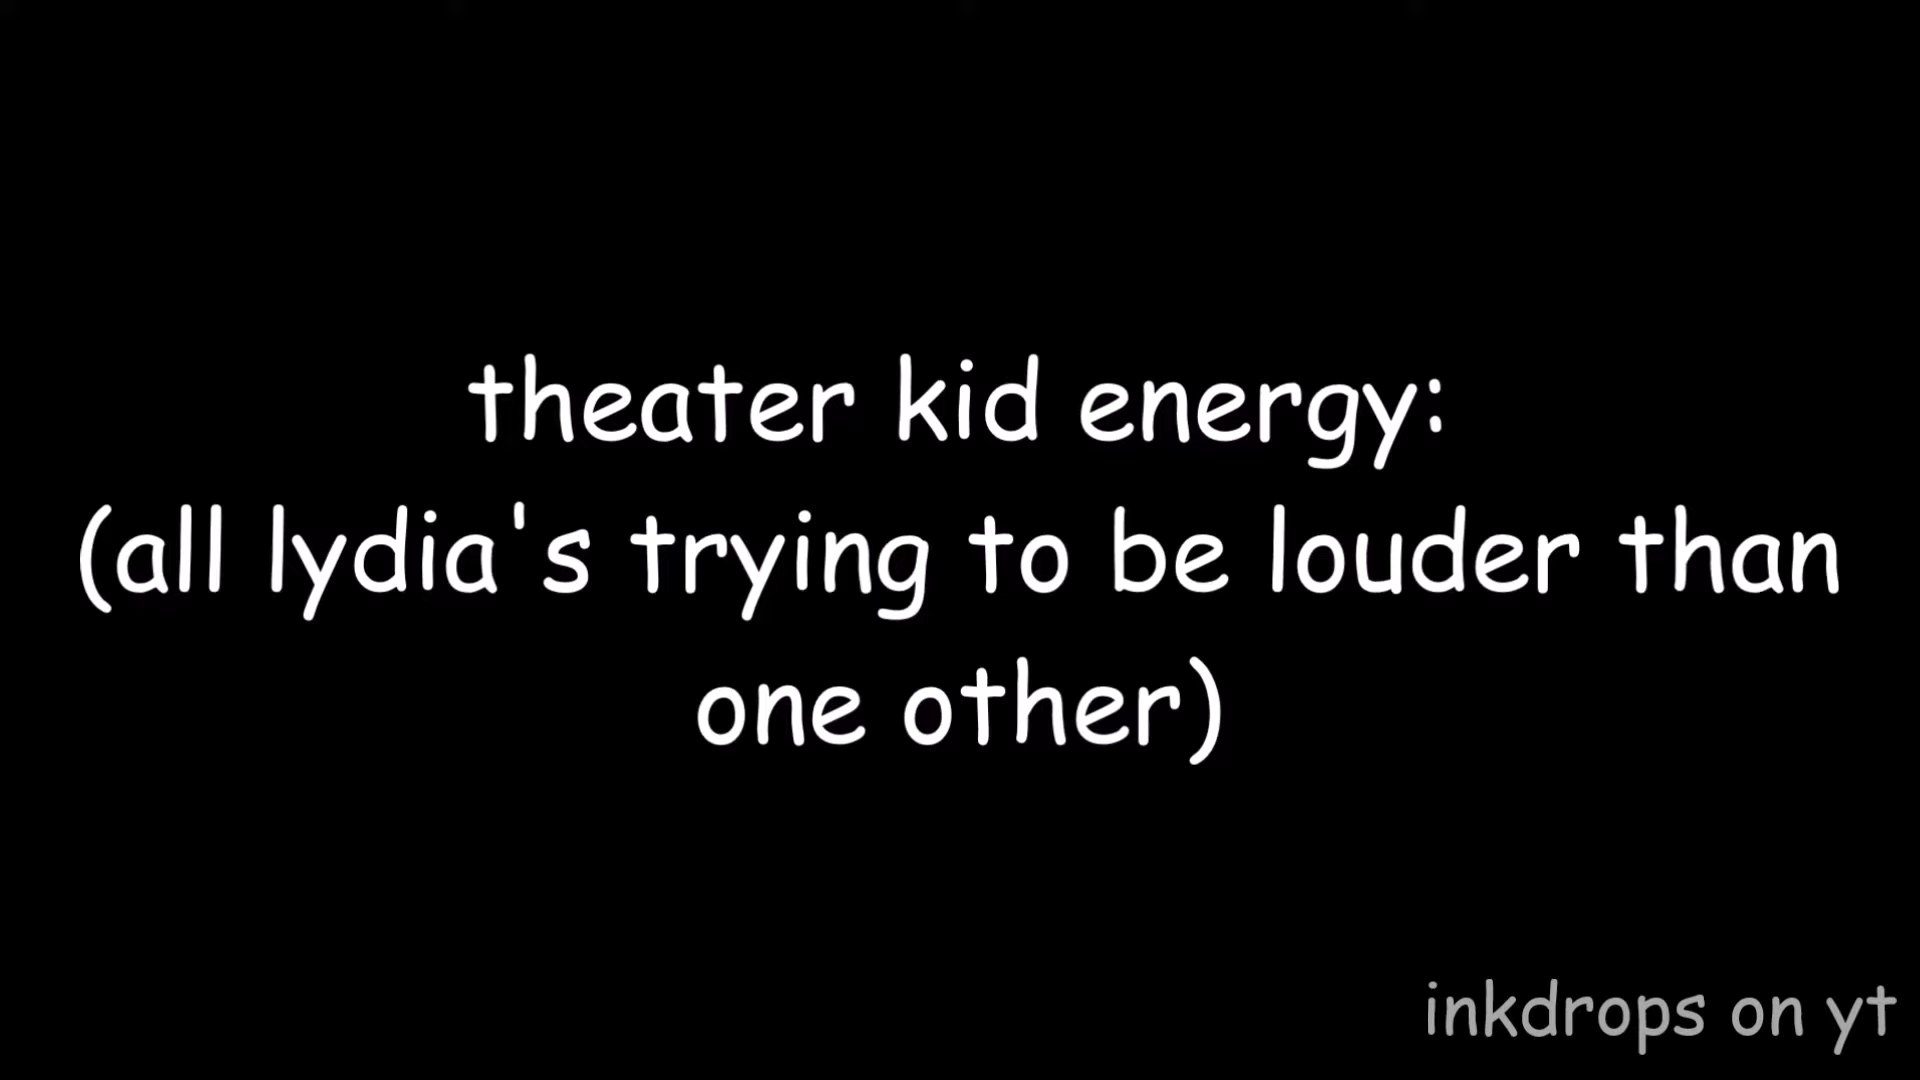 theater kid energy:
(all lydia's trying to be louder than
one other)
inkdrops on yt